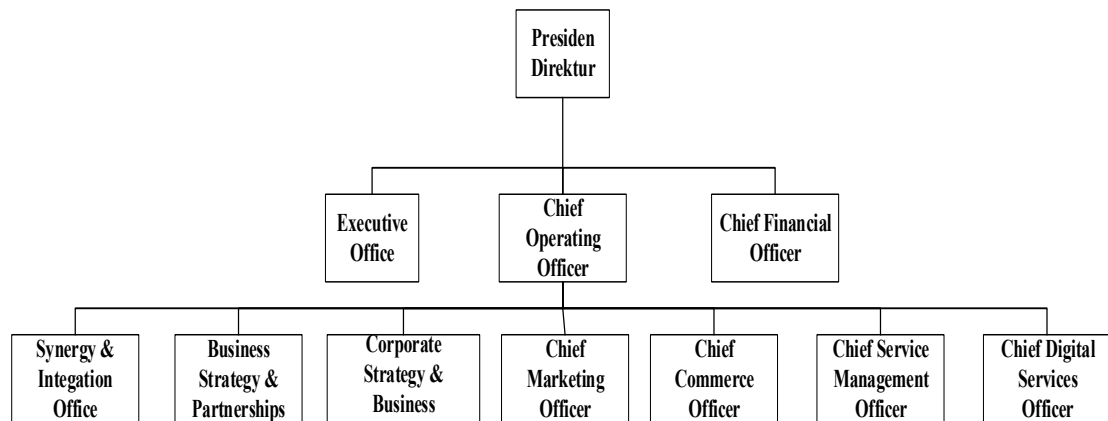 Presiden
Direktur
Executive
Office
Chief
Operating
Officer
Chief Financial
Officer
Synergy &
Integation
Office
Business
Strategy &
Partnerships
Corporate
Strategy &
Business
Chief
Marketing
Officer
Chief
Commerce
Officer
Chief Service
Management
Officer
Chief Digital
Services
Officer